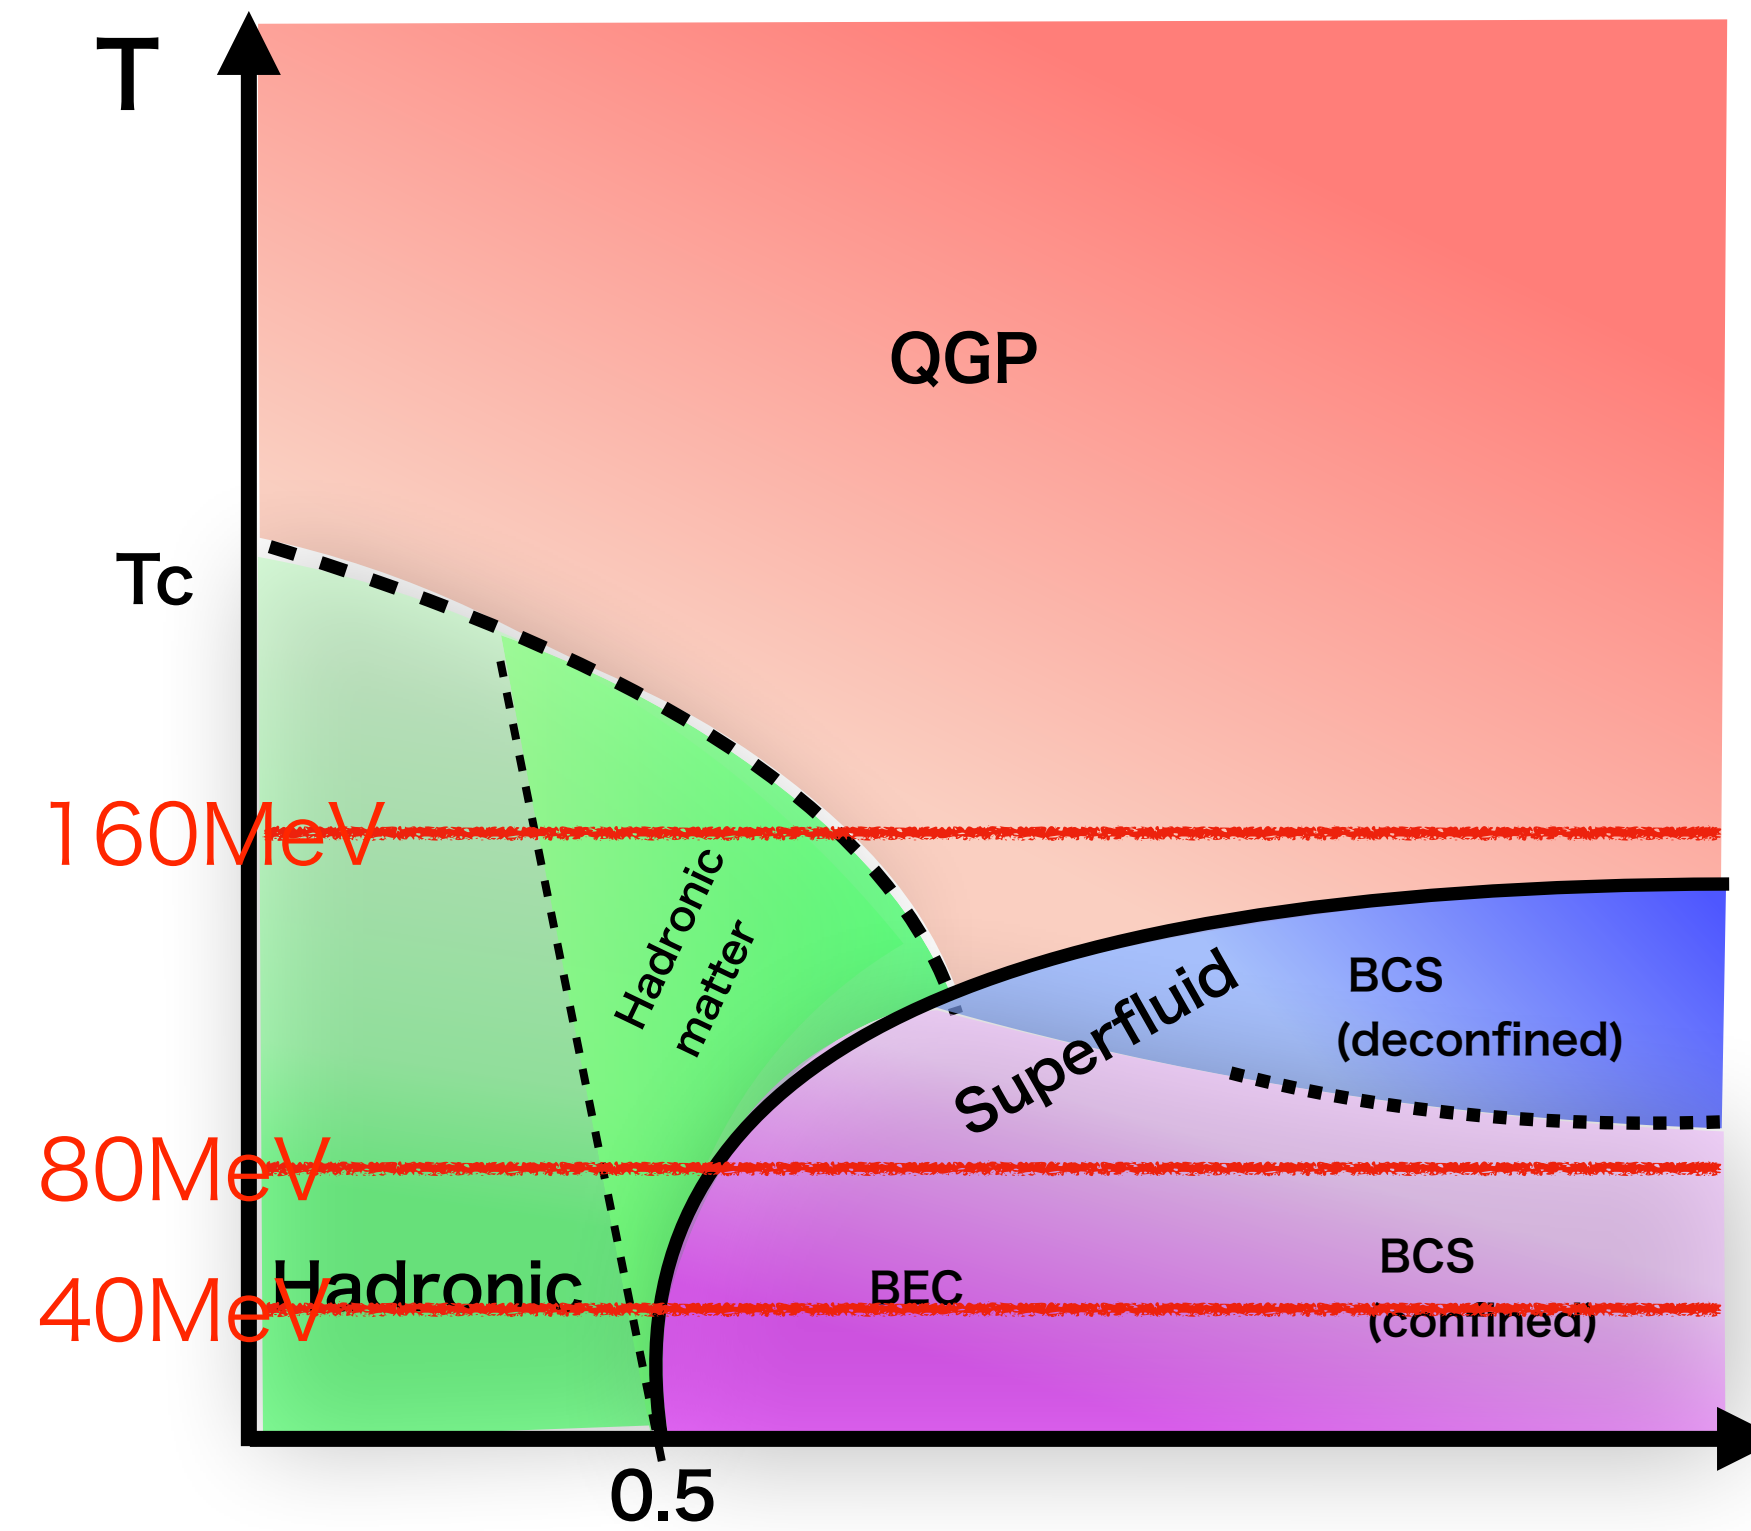 T
QGP
Tc
160MeV
Hadronic
matter
Superfluid
BCS
(deconfined)
80MeV
Hadronic
BEC
BCS
(confined)
40MeV
0.5